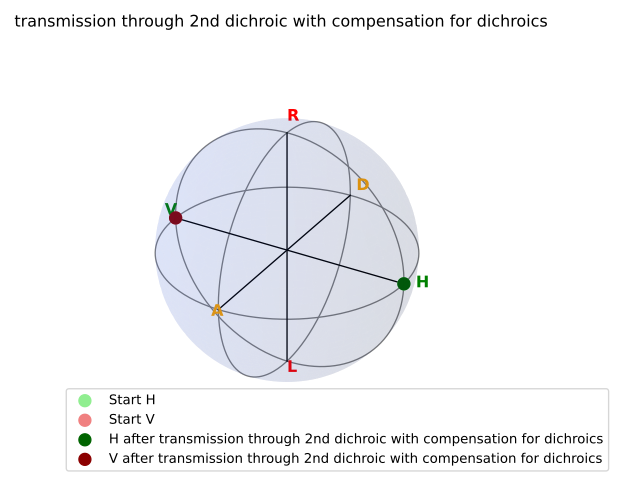 transmission through 2nd dichroic with compensation for dichroics
R
D
V
H
A
L
Start H
Start V
H after transmission through 2nd dichroic with compensation for dichroics
V after transmission through 2nd dichroic with compensation for dichroics